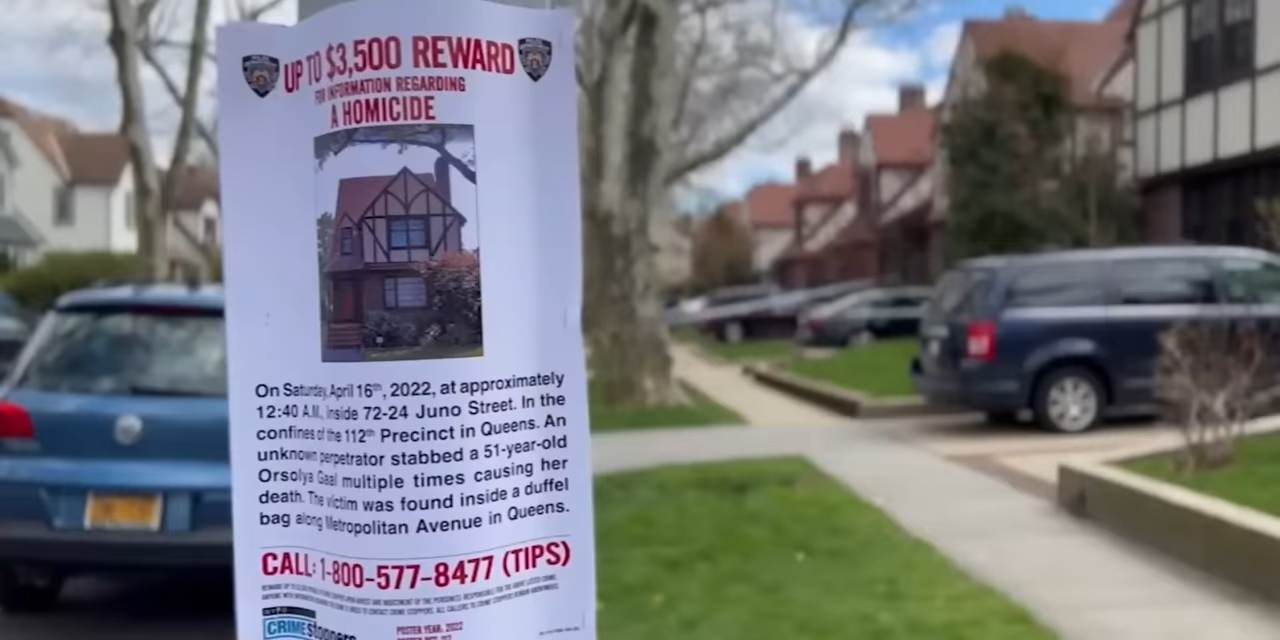 UP TO $3,500 REWARD
FOR INFORMATION REGARDING
A HOMICIDE
On Saturday, April 16th, 2022, at approximately
12:40 A.M. inside 72-24 Juno Street. In the
confines of the 112th Precinct in Queens. An
unknown perpetrator stabbed a 51-year-old
Orsolya Gaal multiple times causing her
death. The victim was found inside a duffel
bag along Metropolitan Avenue in Queens.
CALL: 1-800-577-8477 (TIPS)
NYPD
CRIMEstoppers
POSTER YEAR: 2022